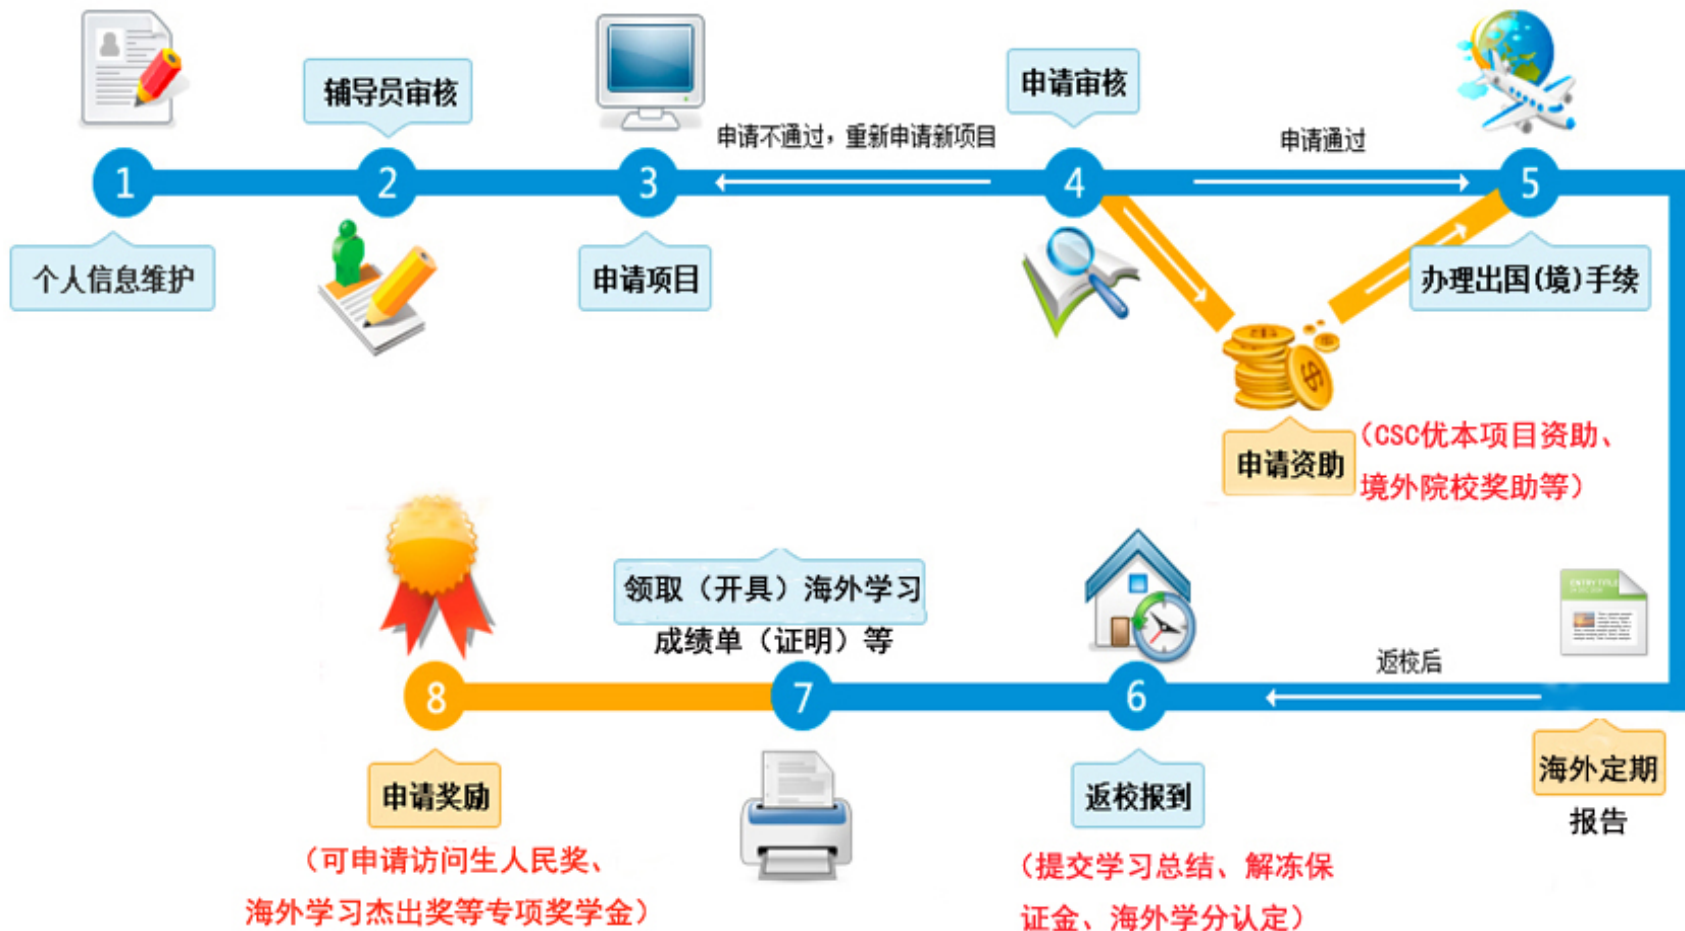 辅导员审核
申请审核
申请不通过，重新申请新项目
申请通过
1
2
3
4
5
个人信息维护
申请项目
办理出国(境)手续
申请资助
（CSC优本项目资助、
境外院校奖助等）
领取（开具）海外学习
成绩单（证明）等
ENTRY TITLE
返校后
8
7
6
申请奖励
返校报到
海外定期
报告
（可申请访问生人民奖、
海外学习杰出奖等专项奖学金）
（提交学习总结、解冻保
证金、海外学分认定）